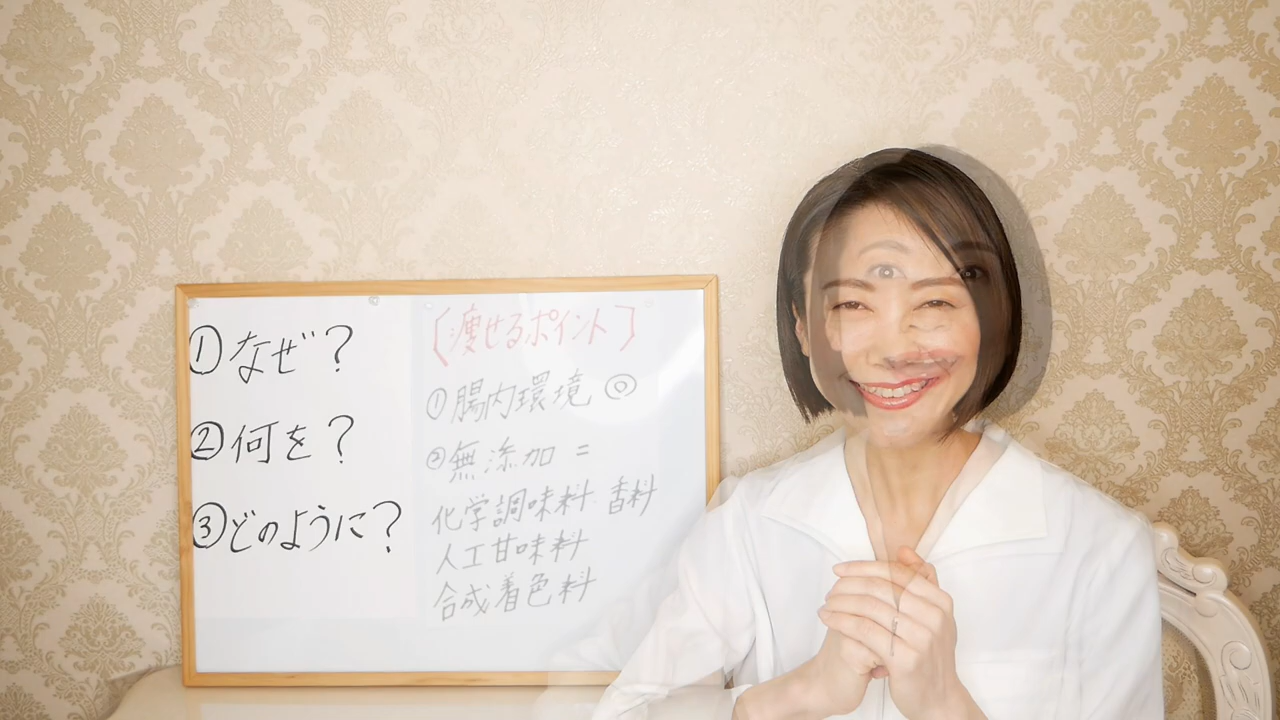 ①なぜ?
②何を?
③どのように?
[痩せるポイント]
①腸内環境◎
②無添加=
化学調味料 香料
人工甘味料
合成着色料